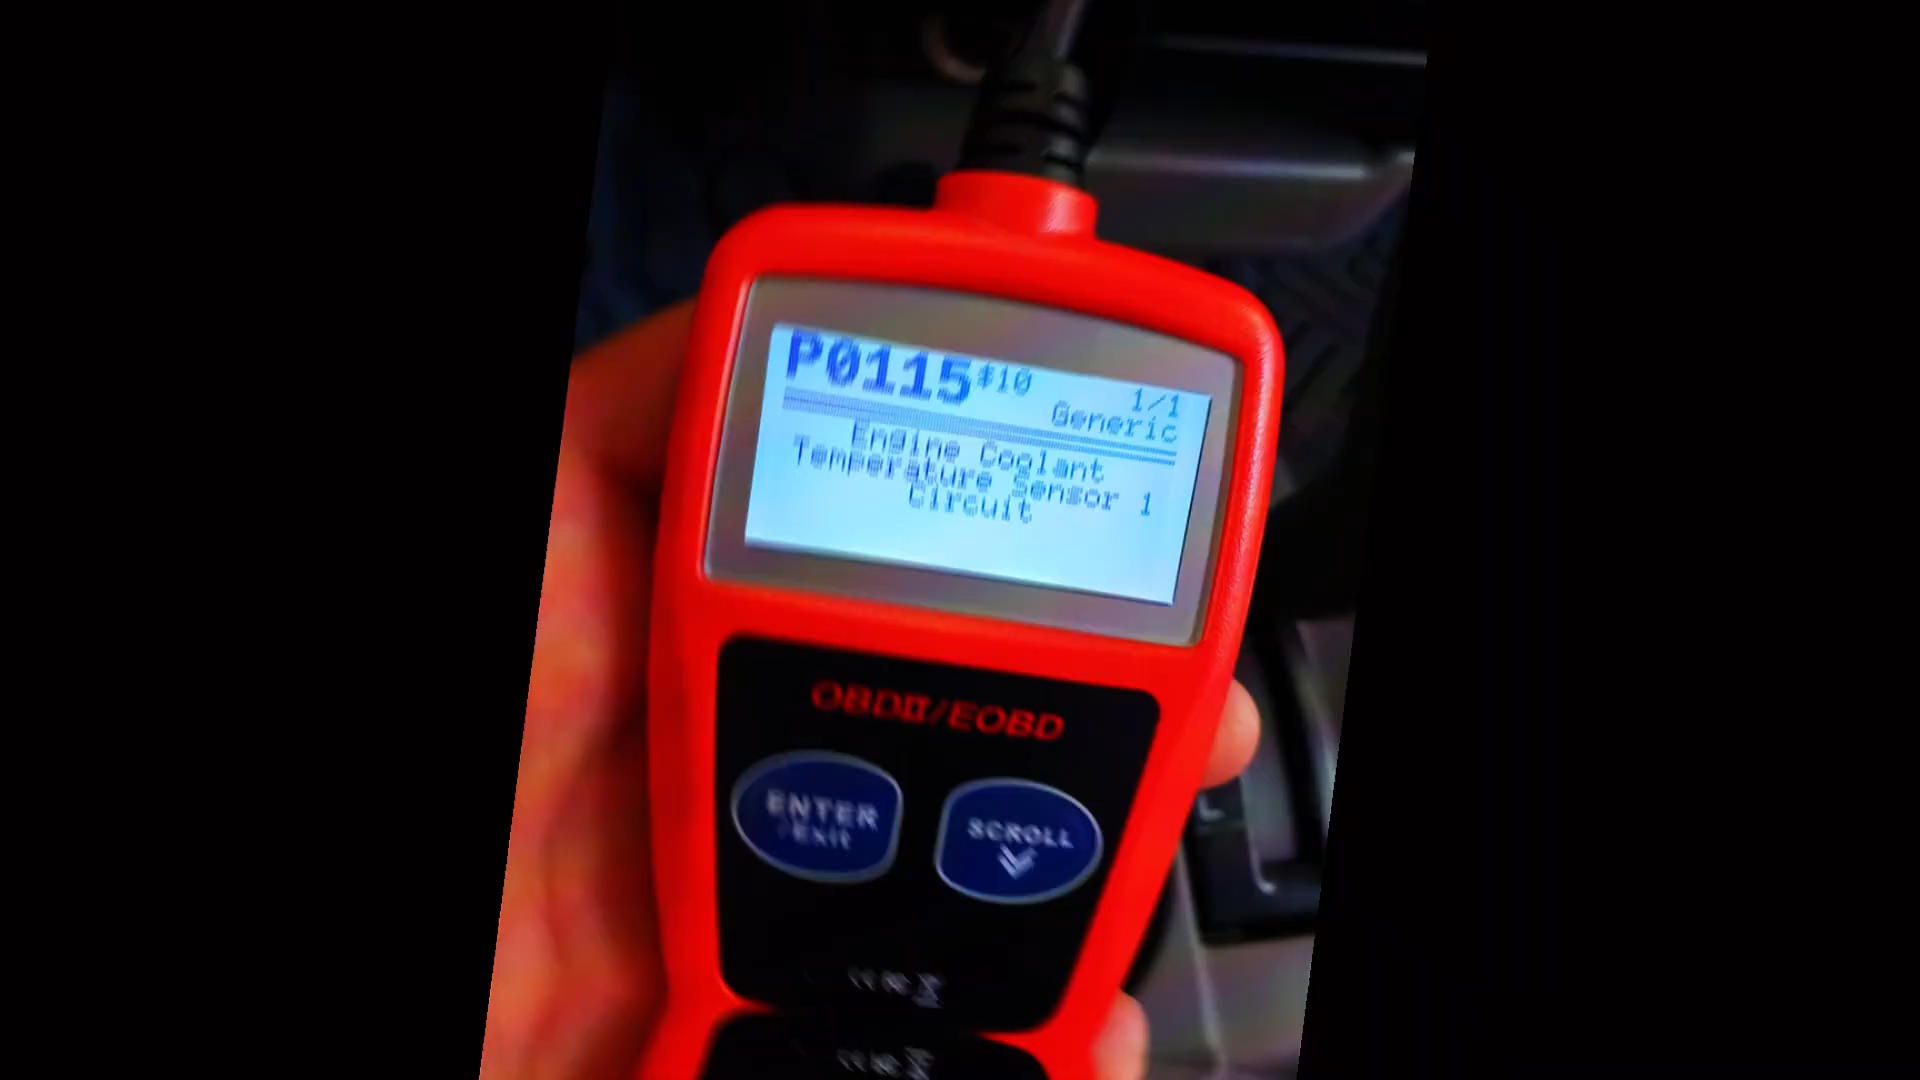 P0115 $10 1/1
Generic
Engine Coolant
Temperature Sensor 1
Circuit
OBDII/EOBD
ENTER
/Exit
SCROLL